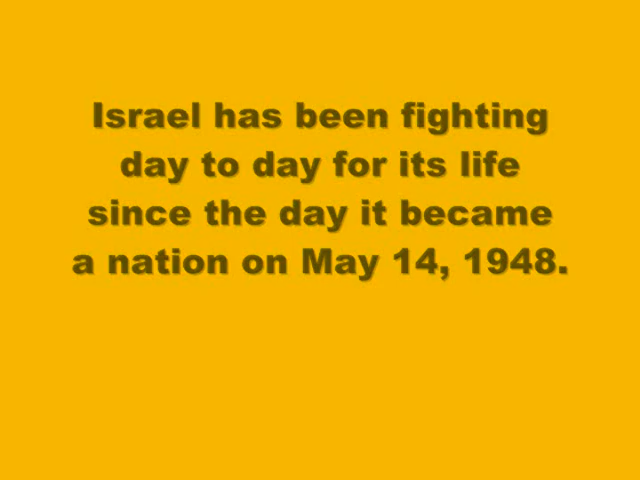 Israel has been fighting
day to day for its life
since the day it became
a nation on May 14, 1948.